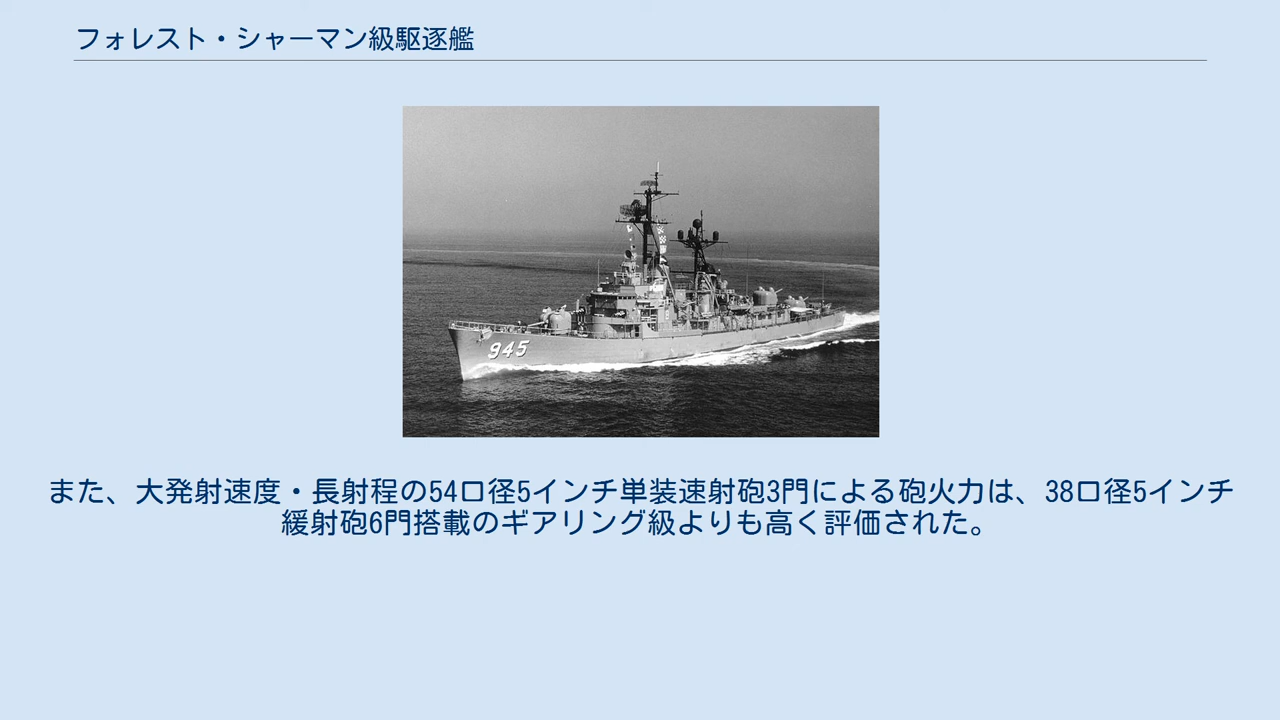 フォレスト・シャーマン級駆逐艦
945
また、大発射速度・長射程の54口径5インチ単装速射砲3門による砲火力は、38口径5インチ
緩射砲6門搭載のギアリング級よりも高く評価された。